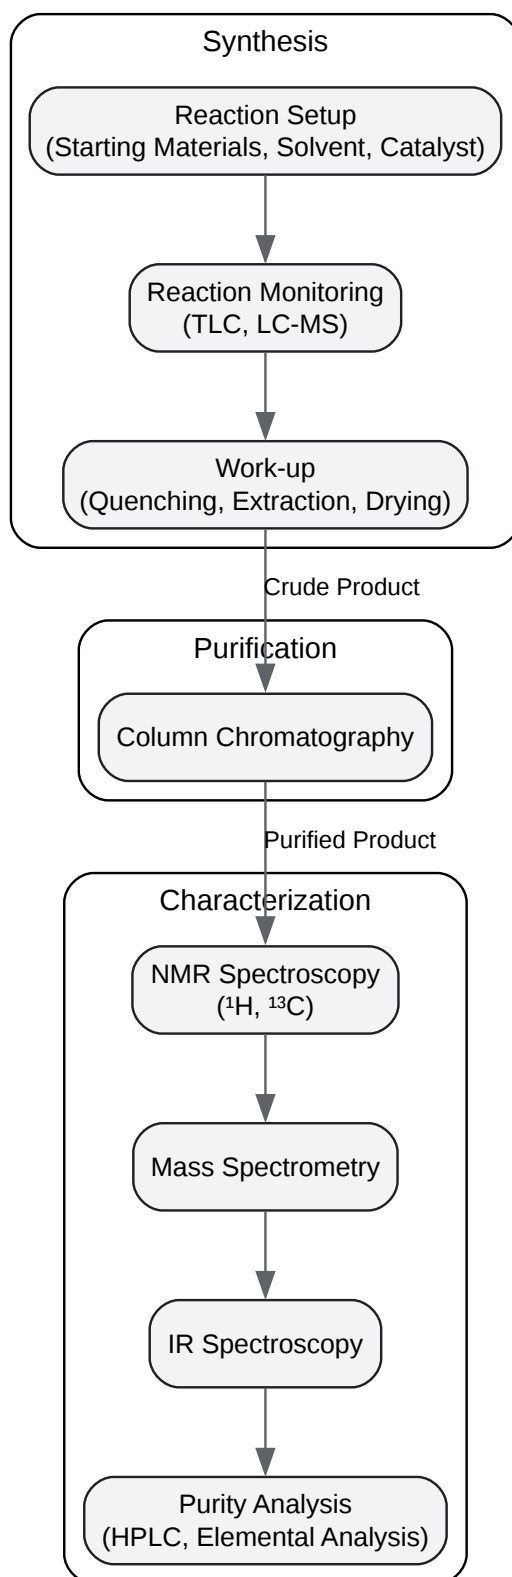 Synthesis
Reaction Setup
(Starting Materials, Solvent, Catalyst)
Reaction Monitoring
(TLC, LC-MS)
Work-up
(Quenching, Extraction, Drying)
Crude Product
Purification
Column Chromatography
Purified Product
Characterization
NMR Spectroscopy
(¹H, ¹³C)
Mass Spectrometry
IR Spectroscopy
Purity Analysis
(HPLC, Elemental Analysis)